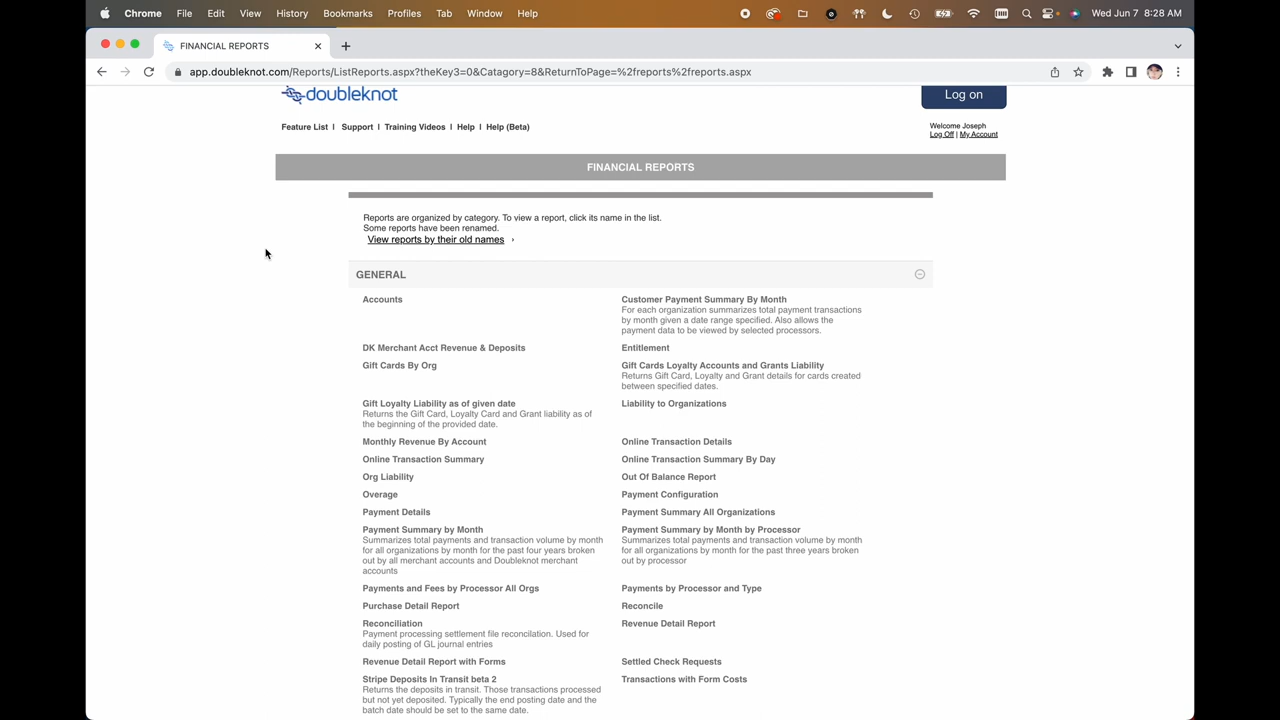 Chrome File Edit View History Bookmarks Profiles Tab Window Help Wed Jun 7 8:28 AM
FINANCIAL REPORTS
app.doubleknot.com/Reports/ListReports.aspx?theKey3=0&Catagory=8&ReturnToPage=%2freports%2freports.aspx
doubleknot
Log on
Feature List | Support | Training Videos | Help | Help (Beta)
Welcome Joseph
Log Off | My Account
FINANCIAL REPORTS
Reports are organized by category. To view a report, click its name in the list.
Some reports have been renamed.
View reports by their old names ›
GENERAL
Accounts
Customer Payment Summary By Month
For each organization summarizes total payment transactions
by month given a date range specified. Also allows the
payment data to be viewed by selected processors.
DK Merchant Acct Revenue & Deposits
Entitlement
Gift Cards By Org
Gift Cards Loyalty Accounts and Grants Liability
Returns Gift Card, Loyalty and Grant details for cards created
between specified dates.
Gift Loyalty Liability as of given date
Returns the Gift Card, Loyalty Card and Grant liability as of
the beginning of the provided date.
Liability to Organizations
Monthly Revenue By Account
Online Transaction Details
Online Transaction Summary
Online Transaction Summary By Day
Org Liability
Out Of Balance Report
Overage
Payment Configuration
Payment Details
Payment Summary All Organizations
Payment Summary by Month
Summarizes total payments and transaction volume by month
for all organizations by month for the past four years broken
out by all merchant accounts and Doubleknot merchant
accounts
Payment Summary by Month by Processor
Summarizes total payments and transaction volume by month
for all organizations by month for the past three years broken
out by processor
Payments and Fees by Processor All Orgs
Payments by Processor and Type
Purchase Detail Report
Reconcile
Reconciliation
Payment processing settlement file reconciliation. Used for
daily posting of GL journal entries
Revenue Detail Report
Revenue Detail Report with Forms
Settled Check Requests
Stripe Deposits In Transit beta 2
Returns the deposits in transit. Those transactions processed
but not yet deposited. Typically the end posting date and the
batch date should be set to the same date.
Transactions with Form Costs